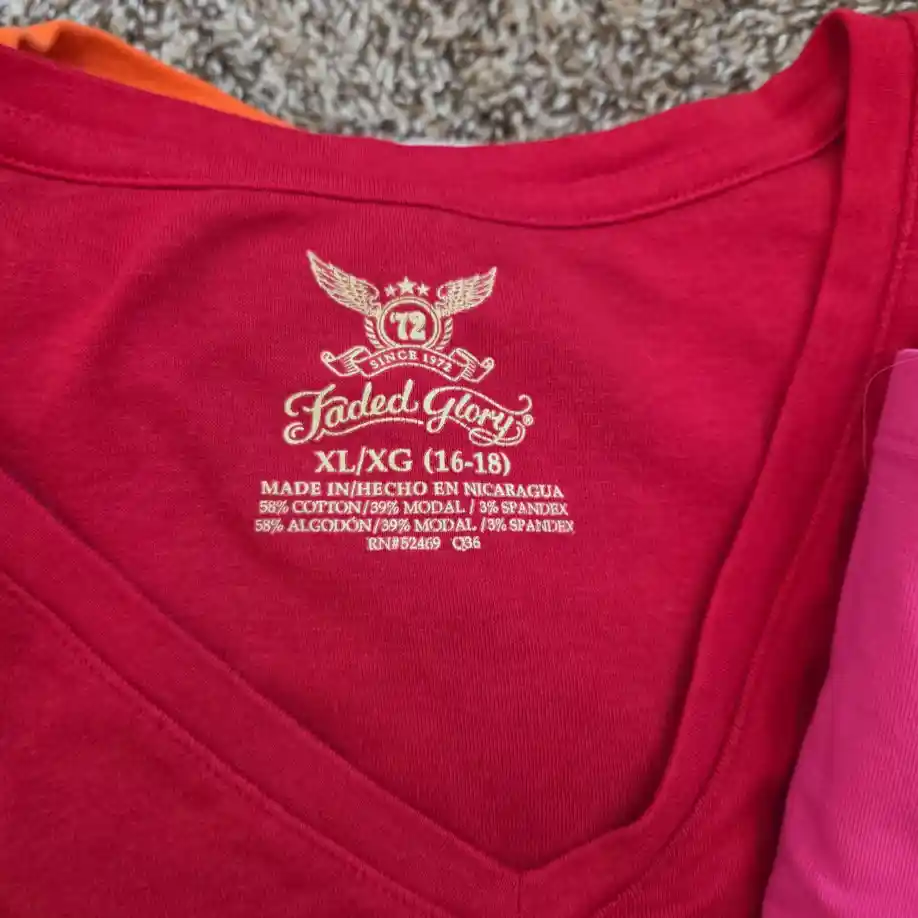 '72
SINCE 1972
Faded Glory®
XL/XG (16-18)
MADE IN/HECHO EN NICARAGUA
58% COTTON/39% MODAL / 3% SPANDEX
58% ALGODÓN/39% MODAL /3% SPANDEX
RN#52469 Q36